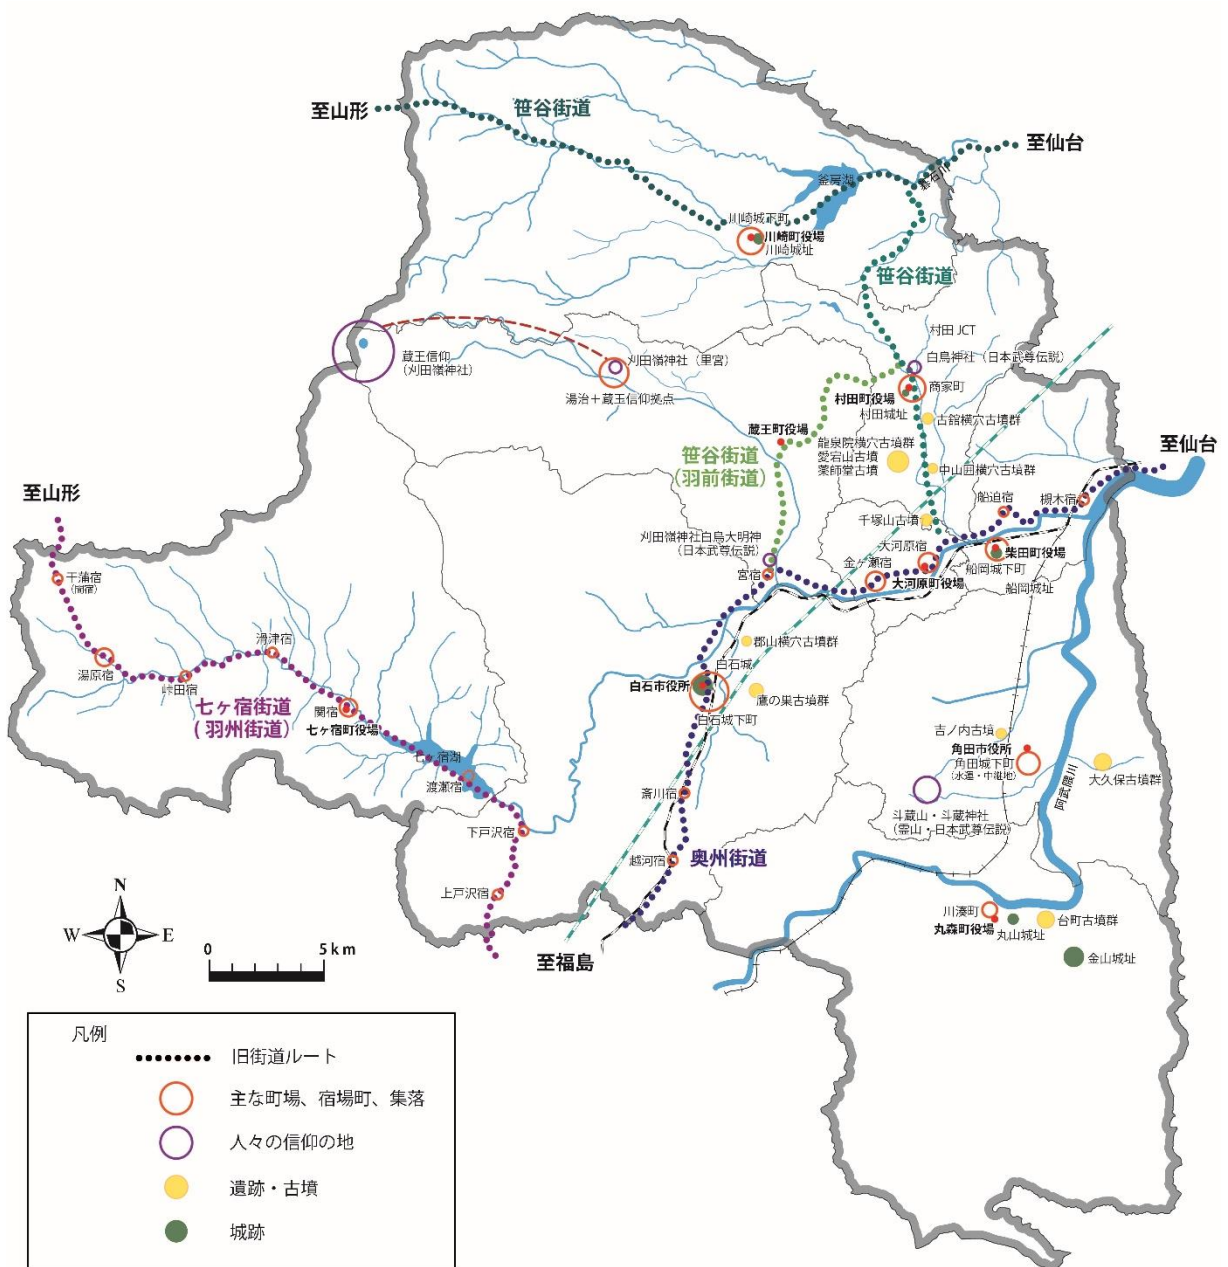 至山形
笹谷街道
至仙台
釜房湖
碁石川
川崎城下町
川崎町役場
川崎城址
笹谷街道
村田 JCT
蔵王信仰
(刈田嶺神社)
刈田嶺神社(里宮)
湯治+蔵王信仰拠点
白鳥神社(日本武尊伝説)
商家町
村田町役場
村田城址
古舘横穴古墳群
蔵王町役場
笹谷街道
(羽前街道)
龍泉院横穴古墳群
愛宕山古墳
薬師堂古墳
中山囲横穴古墳群
至仙台
至山形
千塚山古墳
船迫宿
槻木宿
刈田嶺神社白鳥大明神
(日本武尊伝説)
宮宿
大河原宿
金ヶ瀬宿
大河原町役場
柴田町役場
船岡城下町
船岡城址
干蒲宿
湯原宿
峠田宿
滑津宿
七ヶ宿街道
(羽州街道)
関宿
七ヶ宿町役場
七ヶ宿湖
渡瀬宿
下戸沢宿
上戸沢宿
郡山横穴古墳群
白石城
白石市役所
白石城下町
鷹の巣古墳群
斎川宿
越河宿
奥州街道
至福島
吉ノ内古墳
角田市役所
角田城下町
(水運・中継地)
大久保古墳群
阿武隈川
斗蔵山・斗蔵神社
(霊山・日本武尊伝説)
川湊町
丸森町役場
丸山城址
台町古墳群
金山城址
N
W
E
S
0
5 km
凡例
旧街道ルート
主な町場、宿場町、集落
人々の信仰の地
遺跡・古墳
城跡